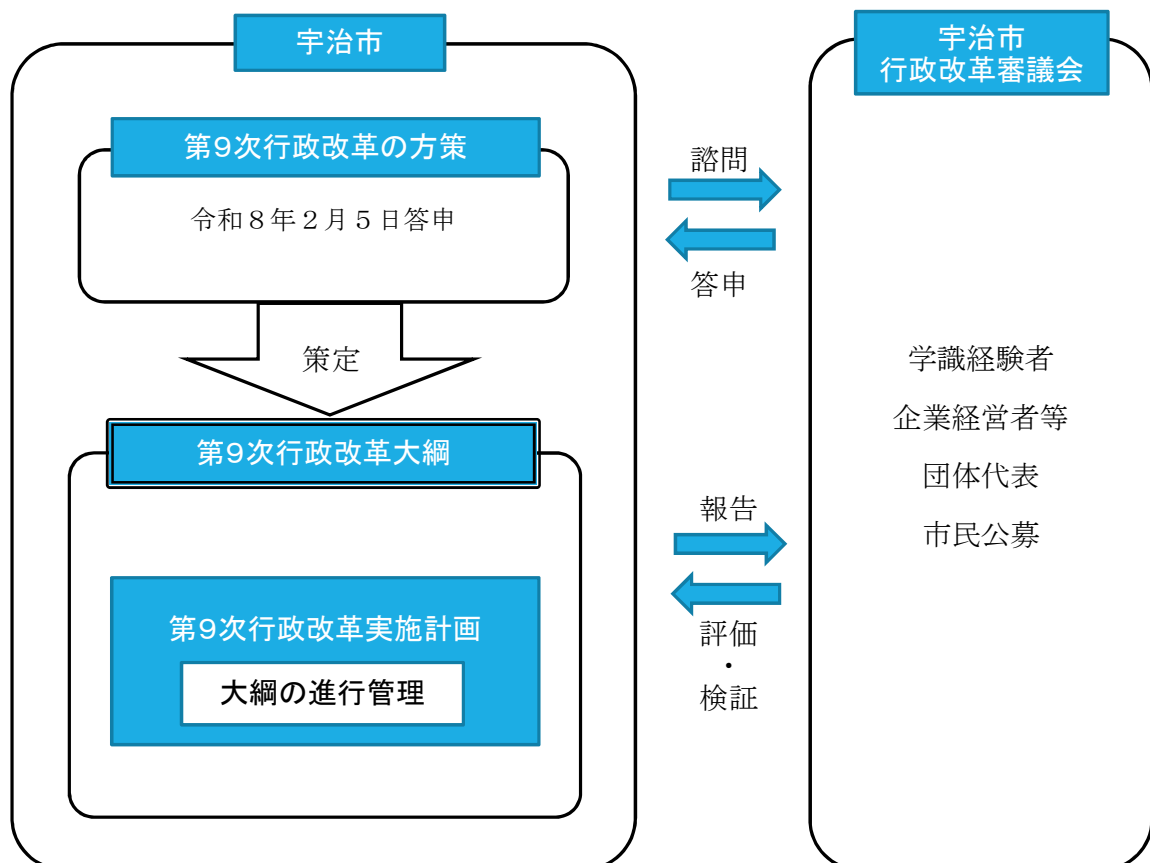 宇治市
第9次行政改革の方策
令和８年２月５日答申
策定
第9次行政改革大綱
第9次行政改革実施計画
大綱の進行管理
諮問
答申
報告
評価
・
検証
宇治市
行政改革審議会
学識経験者
企業経営者等
団体代表
市民公募